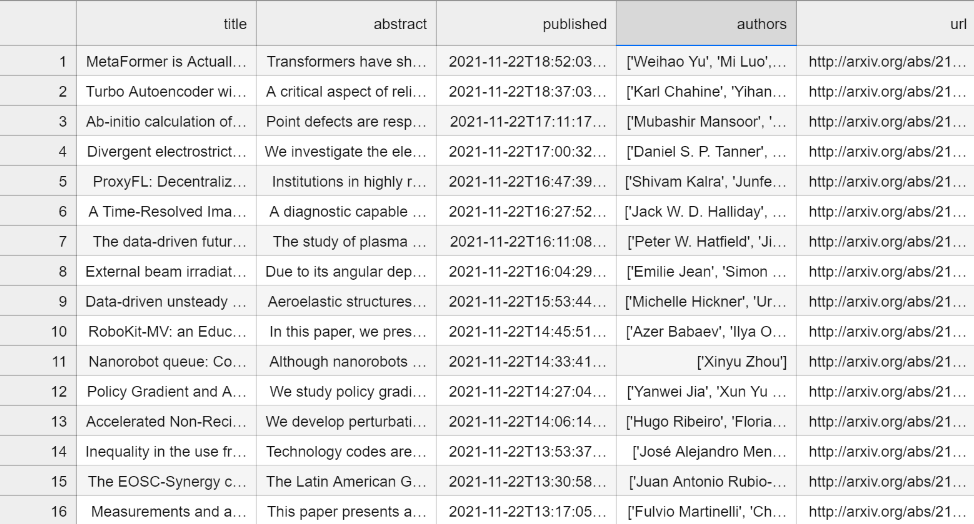 title abstract published authors url
1 MetaFormer is Actuall... Transformers have sh... 2021-11-22T18:52:03... ['Weihao Yu', 'Mi Luo',... http://arxiv.org/abs/21...
2 Turbo Autoencoder wi... A critical aspect of reli... 2021-11-22T18:37:03... ['Karl Chahine', 'Yihan... http://arxiv.org/abs/21...
3 Ab-initio calculation of... Point defects are resp... 2021-11-22T17:11:17... ['Mubashir Mansoor', '... http://arxiv.org/abs/21...
4 Divergent electrostrict... We investigate the ele... 2021-11-22T17:00:32... ['Daniel S. P. Tanner', ... http://arxiv.org/abs/21...
5 ProxyFL: Decentraliz... Institutions in highly r... 2021-11-22T16:47:39... ['Shivam Kalra', 'Junfe... http://arxiv.org/abs/21...
6 A Time-Resolved Ima... A diagnostic capable ... 2021-11-22T16:27:52... ['Jack W. D. Halliday', ... http://arxiv.org/abs/21...
7 The data-driven futur... The study of plasma ... 2021-11-22T16:11:08... ['Peter W. Hatfield', 'Ji... http://arxiv.org/abs/21...
8 External beam irradiat... Due to its angular dep... 2021-11-22T16:04:29... ['Emilie Jean', 'Simon ... http://arxiv.org/abs/21...
9 Data-driven unsteady ... Aeroelastic structures... 2021-11-22T15:53:44... ['Michelle Hickner', 'Ur... http://arxiv.org/abs/21...
10 RoboKit-MV: an Educ... In this paper, we pres... 2021-11-22T14:45:51... ['Azer Babaev', 'Ilya O... http://arxiv.org/abs/21...
11 Nanorobot queue: Co... Although nanorobots ... 2021-11-22T14:33:41... ['Xinyu Zhou'] http://arxiv.org/abs/21...
12 Policy Gradient and A... We study policy gradi... 2021-11-22T14:27:04... ['Yanwei Jia', 'Xun Yu ... http://arxiv.org/abs/21...
13 Accelerated Non-Reci... We develop perturbati... 2021-11-22T14:06:14... ['Hugo Ribeiro', 'Floria... http://arxiv.org/abs/21...
14 Inequality in the use fr... Technology codes are... 2021-11-22T13:53:37... ['José Alejandro Men... http://arxiv.org/abs/21...
15 The EOSC-Synergy c... The Latin American G... 2021-11-22T13:30:58... ['Juan Antonio Rubio-... http://arxiv.org/abs/21...
16 Measurements and a... This paper presents a... 2021-11-22T13:17:05... ['Fulvio Martinelli', 'Ch... http://arxiv.org/abs/21...